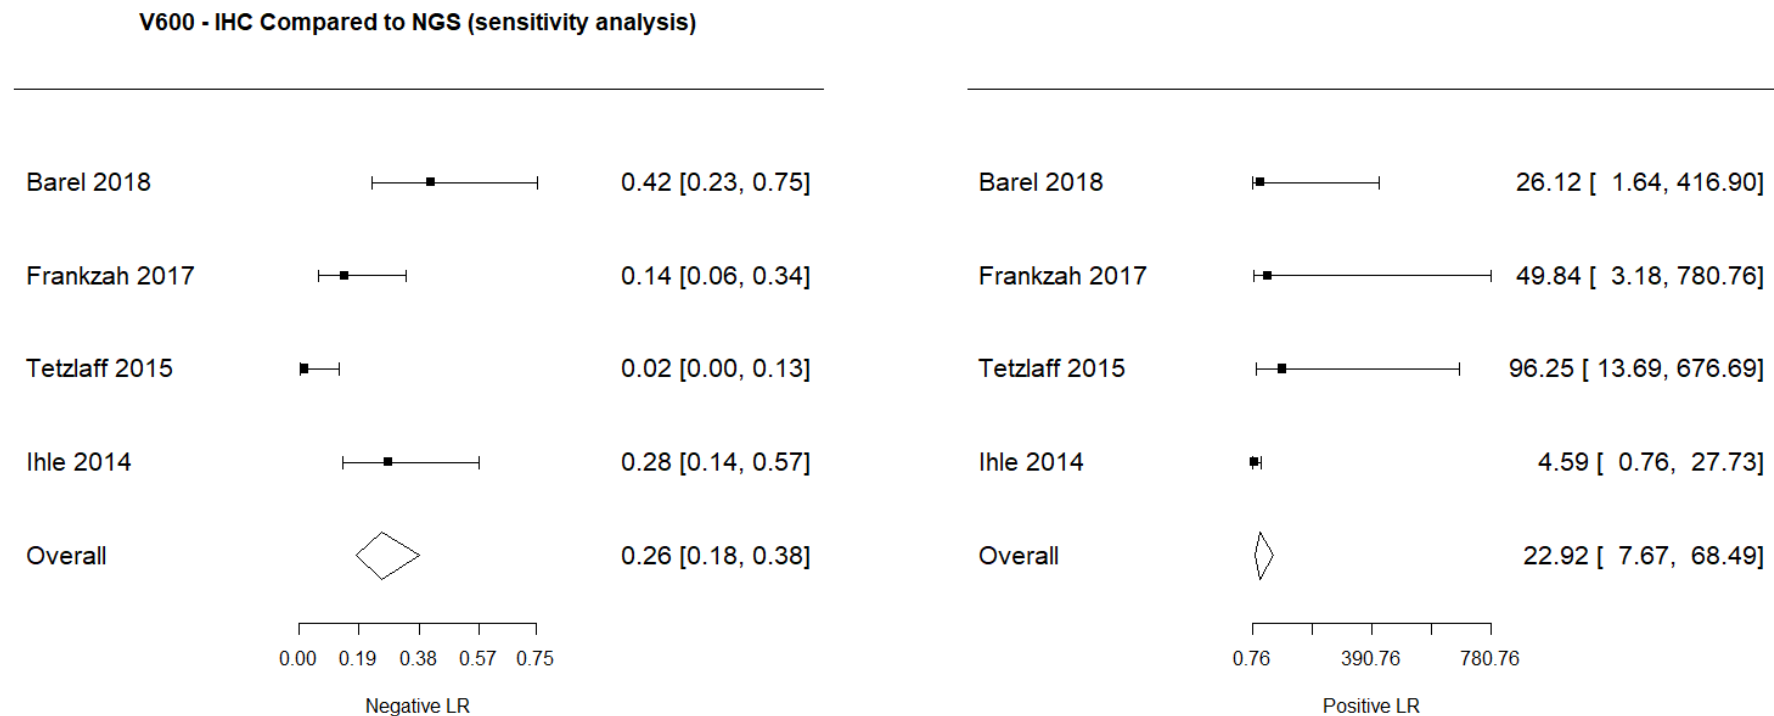 V600 - IHC Compared to NGS (sensitivity analysis)
Barel 2018 0.42 [0.23, 0.75]
Frankzah 2017 0.14 [0.06, 0.34]
Tetzlaff 2015 0.02 [0.00, 0.13]
Ihle 2014 0.28 [0.14, 0.57]
Overall 0.26 [0.18, 0.38]
0.00 0.19 0.38 0.57 0.75
Negative LR
Barel 2018 26.12 [ 1.64, 416.90]
Frankzah 2017 49.84 [ 3.18, 780.76]
Tetzlaff 2015 96.25 [ 13.69, 676.69]
Ihle 2014 4.59 [ 0.76, 27.73]
Overall 22.92 [ 7.67, 68.49]
0.76 390.76 780.76
Positive LR